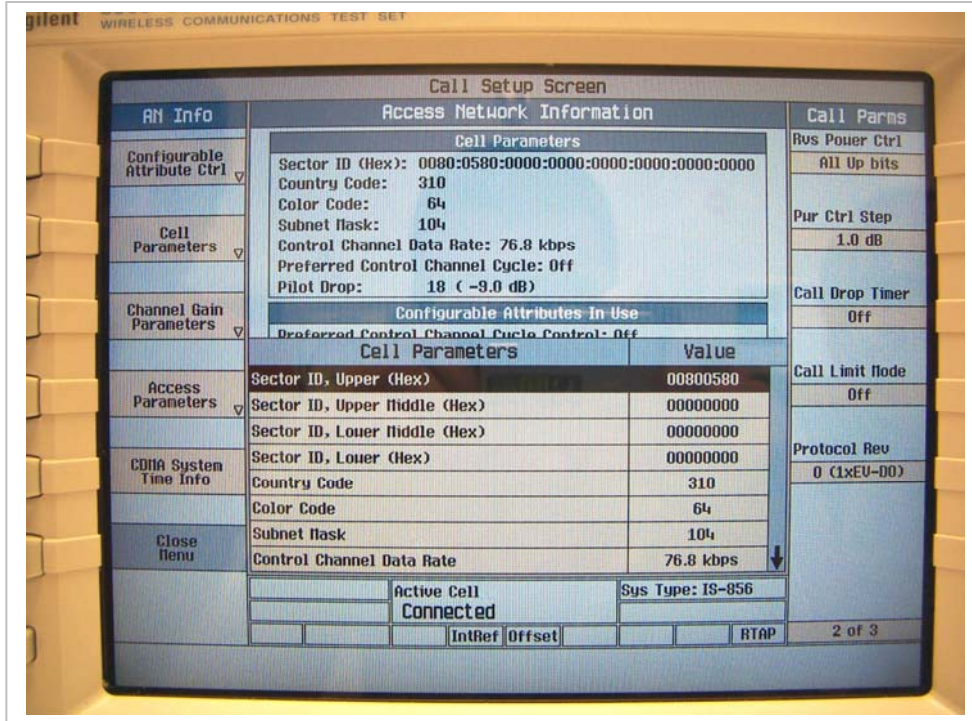 gilent WIRELESS COMMUNICATIONS TEST SET
Call Setup Screen
AN Info
Configurable
Attribute Ctrl
Cell
Parameters
Channel Gain
Parameters
Access
Parameters
CDMA System
Time Info
Close
Menu
Access Network Information
Cell Parameters
Sector ID (Hex): 0080:0580:0000:0000:0000:0000:0000:0000
Country Code: 310
Color Code: 64
Subnet Mask: 104
Control Channel Data Rate: 76.8 kbps
Preferred Control Channel Cycle: Off
Pilot Drop: 18 ( -9.0 dB)
Configurable Attributes In Use
Preferred Control Channel Cycle Control: Off
Cell Parameters Value
Sector ID, Upper (Hex) 00800580
Sector ID, Upper Middle (Hex) 00000000
Sector ID, Lower Middle (Hex) 00000000
Sector ID, Lower (Hex) 00000000
Country Code 310
Color Code 64
Subnet Mask 104
Control Channel Data Rate 76.8 kbps
Active Cell Sys Type: IS-856
Connected
IntRef Offset RTAP
Call Parms
Rvs Power Ctrl
All Up bits
Pwr Ctrl Step
1.0 dB
Call Drop Timer
Off
Call Limit Mode
Off
Protocol Rev
0 (1xEV-DO)
2 of 3